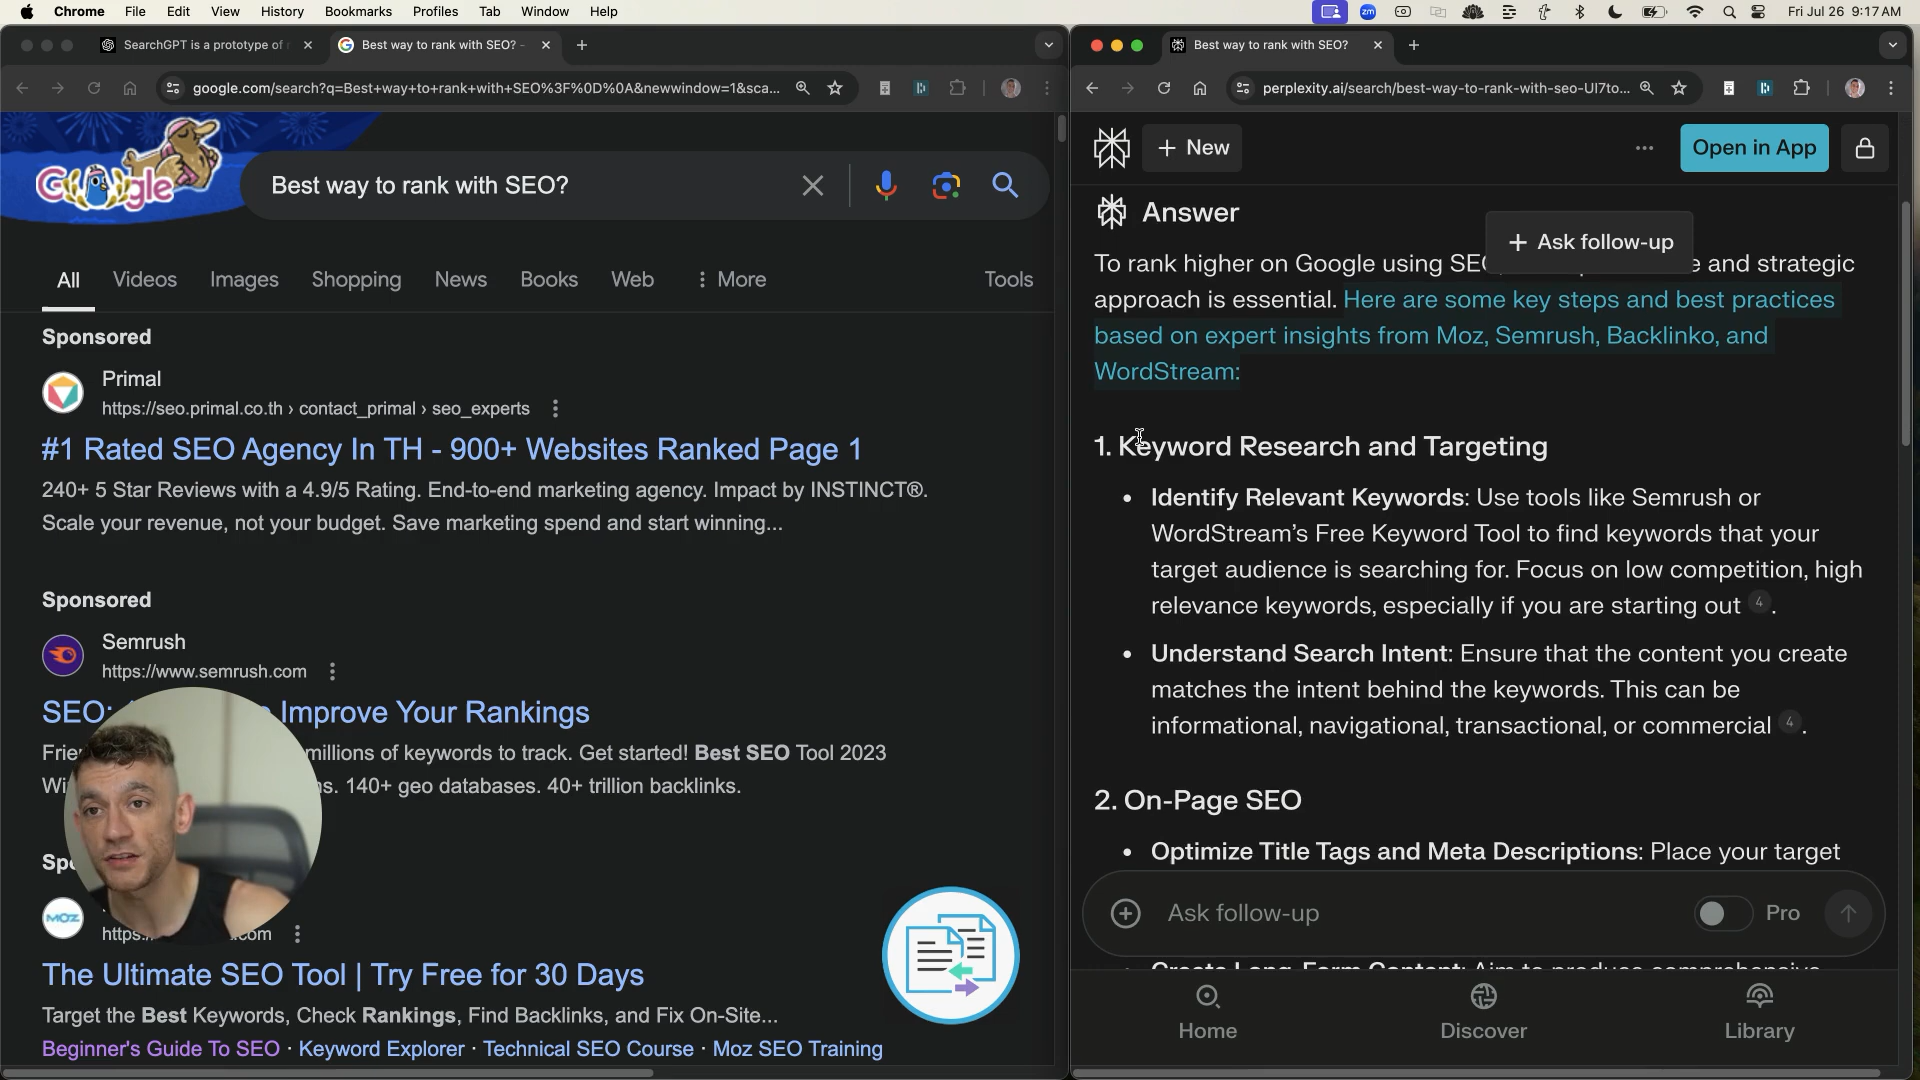 Chrome File Edit View History Bookmarks Profiles Tab Window Help
zm
Fri Jul 26 9:17 AM
SearchGPT is a prototype of
Best way to rank with SEO? -
google.com/search?q=Best+way+to+rank+with+SEO%3F%0D%0A&newwindow=1&sca...
Google
Best way to rank with SEO?
All Videos Images Shopping News Books Web More Tools
Sponsored
Primal
https://seo.primal.co.th › contact_primal › seo_experts
#1 Rated SEO Agency In TH - 900+ Websites Ranked Page 1
240+ 5 Star Reviews with a 4.9/5 Rating. End-to-end marketing agency. Impact by INSTINCT®.
Scale your revenue, not your budget. Save marketing spend and start winning...
Sponsored
Semrush
https://www.semrush.com
SEO: Improve Your Rankings
millions of keywords to track. Get started! Best SEO Tool 2023
140+ geo databases. 40+ trillion backlinks.
MOZ
The Ultimate SEO Tool | Try Free for 30 Days
Target the Best Keywords, Check Rankings, Find Backlinks, and Fix On-Site...
Beginner's Guide To SEO · Keyword Explorer · Technical SEO Course · Moz SEO Training
Best way to rank with SEO?
perplexity.ai/search/best-way-to-rank-with-seo-UI7to...
+ New
Open in App
Answer
+ Ask follow-up
To rank higher on Google using SEO and strategic
approach is essential. Here are some key steps and best practices
based on expert insights from Moz, Semrush, Backlinko, and
WordStream:
1. Keyword Research and Targeting
• Identify Relevant Keywords: Use tools like Semrush or
WordStream’s Free Keyword Tool to find keywords that your
target audience is searching for. Focus on low competition, high
relevance keywords, especially if you are starting out 4 .
• Understand Search Intent: Ensure that the content you create
matches the intent behind the keywords. This can be
informational, navigational, transactional, or commercial 4 .
2. On-Page SEO
• Optimize Title Tags and Meta Descriptions: Place your target
Ask follow-up
Pro
• Create Long-Form Content: Aim to produce comprehensive
Home Discover Library